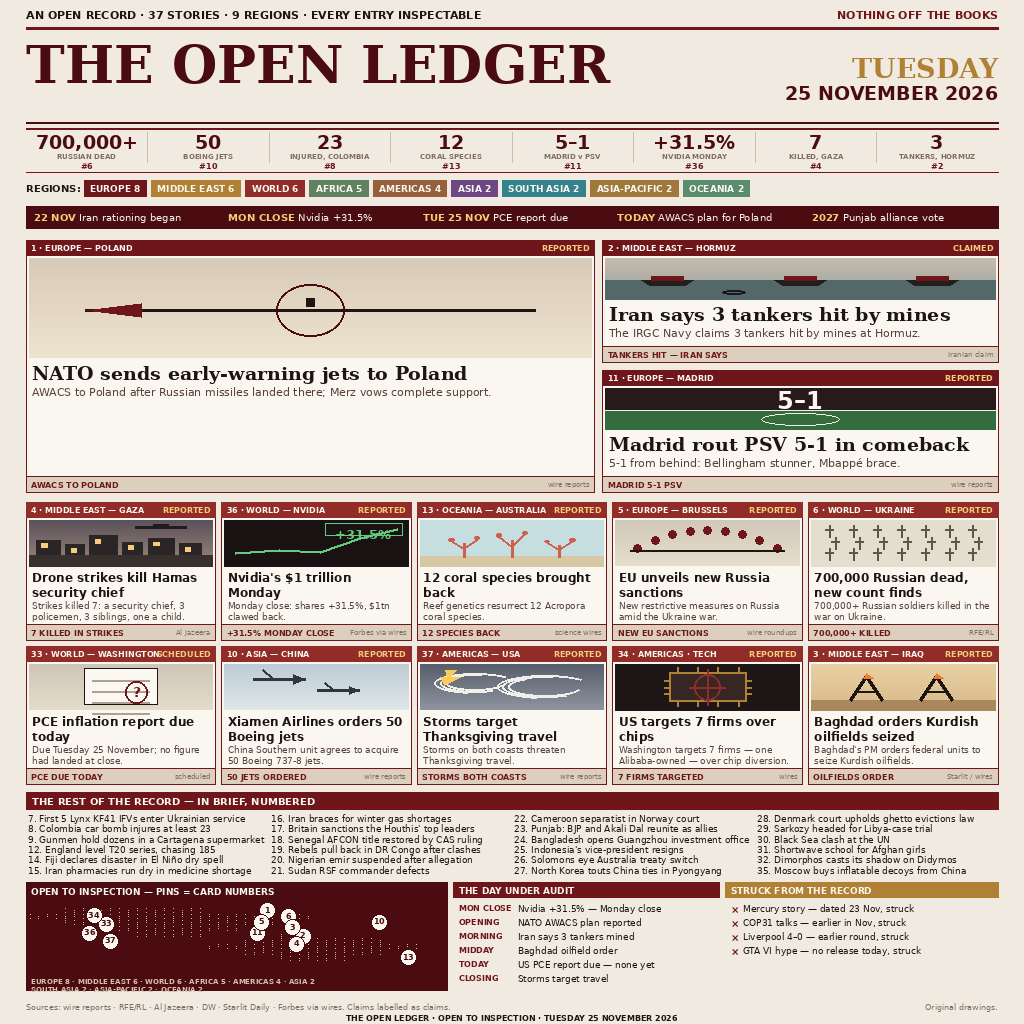 AN OPEN RECORD · 37 STORIES · 9 REGIONS · EVERY ENTRY INSPECTABLE
NOTHING OFF THE BOOKS
THE OPEN LEDGER
TUESDAY
25 NOVEMBER 2026
700,000+
RUSSIAN DEAD
#6
50
BOEING JETS
#10
23
INJURED, COLOMBIA
#8
12
CORAL SPECIES
#13
5–1
MADRID v PSV
#11
+31.5%
NVIDIA MONDAY
#36
7
KILLED, GAZA
#4
3
TANKERS, HORMUZ
#2
REGIONS: EUROPE 8 MIDDLE EAST 6 WORLD 6 AFRICA 5 AMERICAS 4 ASIA 2 SOUTH ASIA 2 ASIA-PACIFIC 2 OCEANIA 2
22 NOV Iran rationing began MON CLOSE Nvidia +31.5% TUE 25 NOV PCE report due TODAY AWACS plan for Poland 2027 Punjab alliance vote
1 · EUROPE — POLAND REPORTED
NATO sends early-warning jets to Poland
AWACS to Poland after Russian missiles landed there; Merz vows complete support.
AWACS TO POLAND wire reports
2 · MIDDLE EAST — HORMUZ CLAIMED
Iran says 3 tankers hit by mines
The IRGC Navy claims 3 tankers hit by mines at Hormuz.
TANKERS HIT — IRAN SAYS Iranian claim
11 · EUROPE — MADRID REPORTED
5–1
Madrid rout PSV 5-1 in comeback
5-1 from behind: Bellingham stunner, Mbappé brace.
MADRID 5-1 PSV wire reports
4 · MIDDLE EAST — GAZA REPORTED
Drone strikes kill Hamas
security chief
Strikes killed 7: a security chief, 3
policemen, 3 siblings, one a child.
7 KILLED IN STRIKES Al Jazeera
36 · WORLD — NVIDIA REPORTED
+31.5%
Nvidia's $1 trillion
Monday
Monday close: shares +31.5%, $1tn
clawed back.
+31.5% MONDAY CLOSE Forbes via wires
13 · OCEANIA — AUSTRALIA REPORTED
12 coral species brought
back
Reef genetics resurrect 12 Acropora
coral species.
12 SPECIES BACK science wires
5 · EUROPE — BRUSSELS REPORTED
EU unveils new Russia
sanctions
New restrictive measures on Russia
amid the Ukraine war.
NEW EU SANCTIONS wire roundups
6 · WORLD — UKRAINE REPORTED
700,000 Russian dead,
new count finds
700,000+ Russian soldiers killed in the
war on Ukraine.
700,000+ KILLED RFE/RL
33 · WORLD — WASHINGTON SCHEDULED
?
PCE inflation report due
today
Due Tuesday 25 November; no figure
had landed at close.
PCE DUE TODAY scheduled
10 · ASIA — CHINA REPORTED
Xiamen Airlines orders 50
Boeing jets
China Southern unit agrees to acquire
50 Boeing 737-8 jets.
50 JETS ORDERED wire reports
37 · AMERICAS — USA REPORTED
Storms target
Thanksgiving travel
Storms on both coasts threaten
Thanksgiving travel.
STORMS BOTH COASTS wire reports
34 · AMERICAS · TECH REPORTED
US targets 7 firms over
chips
Washington targets 7 firms — one
Alibaba-owned — over chip diversion.
7 FIRMS TARGETED wires
3 · MIDDLE EAST — IRAQ REPORTED
Baghdad orders Kurdish
oilfields seized
Baghdad's PM orders federal units to
seize Kurdish oilfields.
OILFIELDS ORDER Starlit / wires
THE REST OF THE RECORD — IN BRIEF, NUMBERED
7. First 5 Lynx KF41 IFVs enter Ukrainian service
8. Colombia car bomb injures at least 23
9. Gunmen hold dozens in a Cartagena supermarket
12. England level T20 series, chasing 185
14. Fiji declares disaster in El Niño dry spell
15. Iran pharmacies run dry in medicine shortage
16. Iran braces for winter gas shortages
17. Britain sanctions the Houthis' top leaders
18. Senegal AFCON title restored by CAS ruling
19. Rebels pull back in DR Congo after clashes
20. Nigerian emir suspended after allegation
21. Sudan RSF commander defects
22. Cameroon separatist in Norway court
23. Punjab: BJP and Akali Dal reunite as allies
24. Bangladesh opens Guangzhou investment office
25. Indonesia's vice-president resigns
26. Solomons eye Australia treaty switch
27. North Korea touts China ties in Pyongyang
28. Denmark court upholds ghetto evictions law
29. Sarkozy headed for Libya-case trial
30. Black Sea clash at the UN
31. Shortwave school for Afghan girls
32. Dimorphos casts its shadow on Didymos
35. Moscow buys inflatable decoys from China
OPEN TO INSPECTION — PINS = CARD NUMBERS
34
33
36
37
1
5
6
11
3
2
4
10
13
EUROPE 8 · MIDDLE EAST 6 · WORLD 6 · AFRICA 5 · AMERICAS 4 · ASIA 2
SOUTH ASIA 2 · ASIA-PACIFIC 2 · OCEANIA 2
THE DAY UNDER AUDIT
MON CLOSE Nvidia +31.5% — Monday close
OPENING NATO AWACS plan reported
MORNING Iran says 3 tankers mined
MIDDAY Baghdad oilfield order
TODAY US PCE report due — none yet
CLOSING Storms target travel
STRUCK FROM THE RECORD
× Mercury story — dated 23 Nov, struck
× COP31 talks — earlier in Nov, struck
× Liverpool 4–0 — earlier round, struck
× GTA VI hype — no release today, struck
Sources: wire reports · RFE/RL · Al Jazeera · DW · Starlit Daily · Forbes via wires. Claims labelled as claims.
Original drawings.
THE OPEN LEDGER · OPEN TO INSPECTION · TUESDAY 25 NOVEMBER 2026